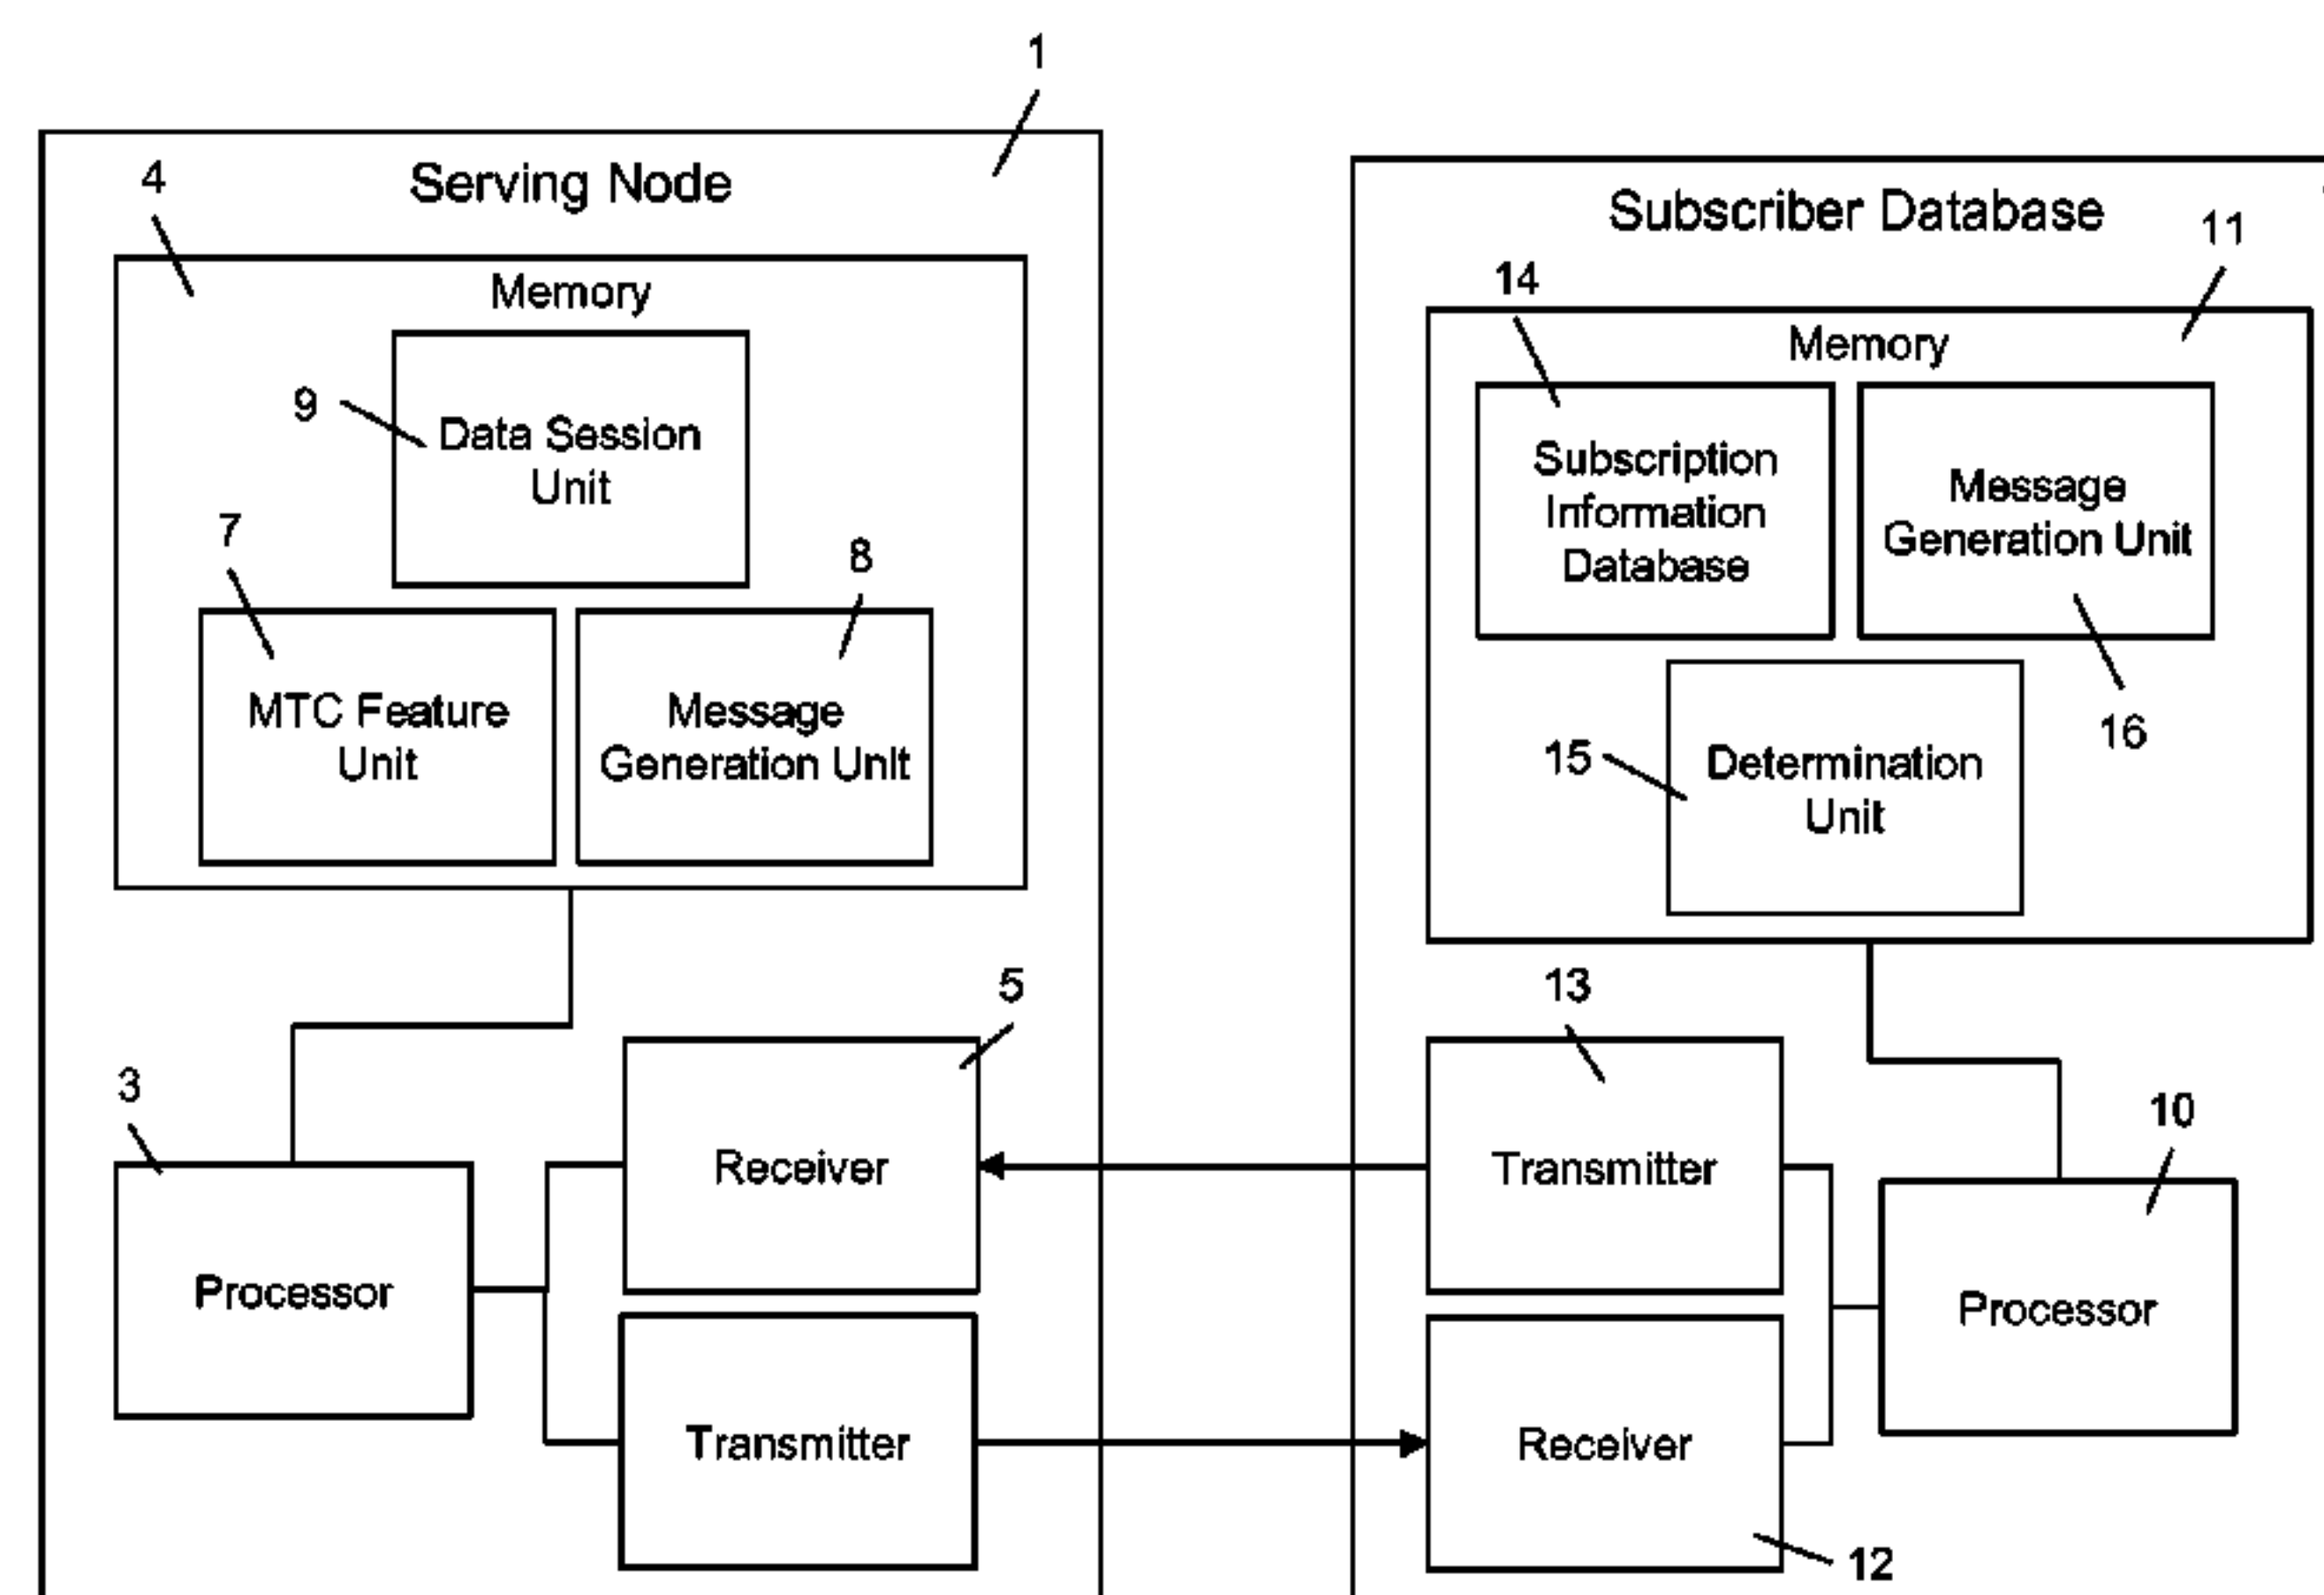 1
Serving Node
4
Memory
9
Data Session
Unit
7
8
MTC Feature
Unit
Message
Generation Unit
5
3
Receiver
Processor
Transmitter
Subscriber Database
11
14
Memory
Subscription
Information
Database
Message
Generation Unit
16
15
Determination
Unit
13
10
Transmitter
Processor
Receiver
12